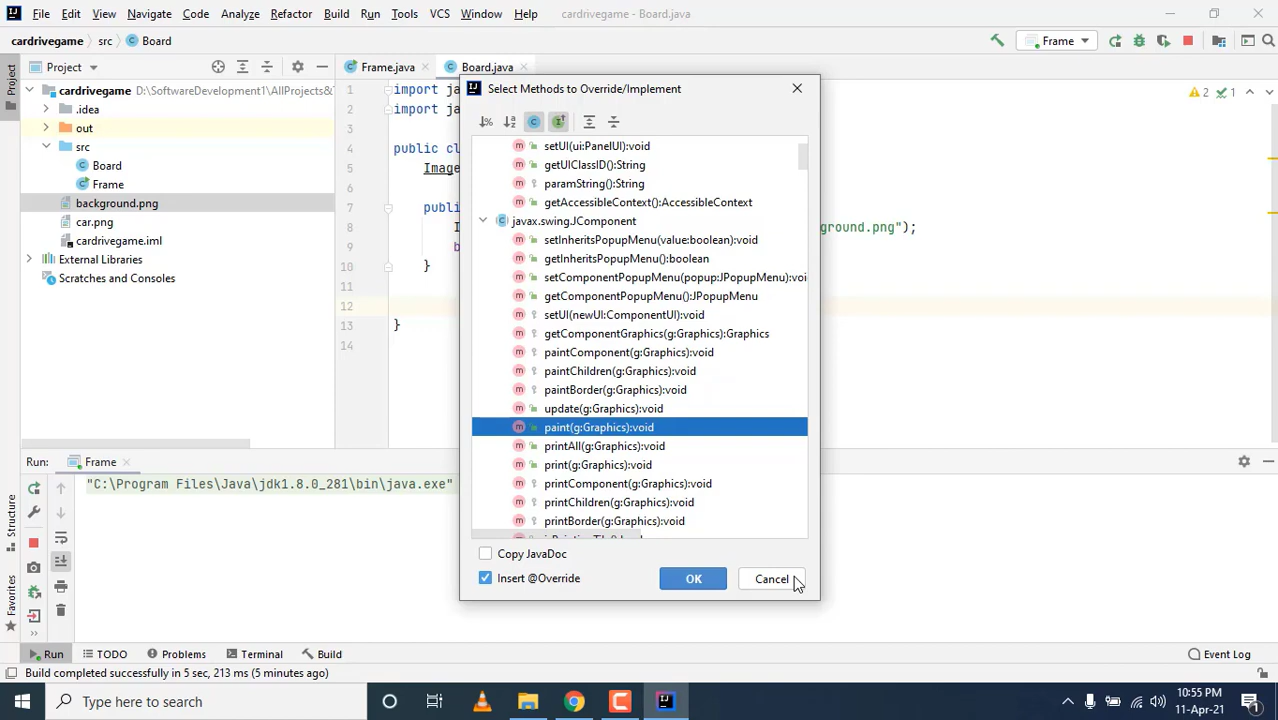 File Edit View Navigate Code Analyze Refactor Build Run Tools VCS Window Help cardrivegame - Board.java
cardrivegame src Board Frame
Project Frame.java Board.java
Project
cardrivegame D:\SoftwareDevelopment1\AllProjects&
.idea
out
src
Board
Frame
background.png
car.png
cardrivegame.iml
External Libraries
Scratches and Consoles
1 import ja
2 import ja
3
4 public cl
5 Image
6
7 publi
8 I ground.png");
9 b
10 }
11
12
13 }
14
2 1
Select Methods to Override/Implement
setUI(ui:PanelUI):void
getUIClassID():String
paramString():String
getAccessibleContext():AccessibleContext
javax.swing.JComponent
setInheritsPopupMenu(value:boolean):void
getInheritsPopupMenu():boolean
setComponentPopupMenu(popup:JPopupMenu):voi
getComponentPopupMenu():JPopupMenu
setUI(newUI:ComponentUI):void
getComponentGraphics(g:Graphics):Graphics
paintComponent(g:Graphics):void
paintChildren(g:Graphics):void
paintBorder(g:Graphics):void
update(g:Graphics):void
paint(g:Graphics):void
printAll(g:Graphics):void
print(g:Graphics):void
printComponent(g:Graphics):void
printChildren(g:Graphics):void
printBorder(g:Graphics):void
Copy JavaDoc
Insert @Override OK Cancel
Run: Frame
"C:\Program Files\Java\jdk1.8.0_281\bin\java.exe"
Structure
Favorites
Run TODO Problems Terminal Build Event Log
Build completed successfully in 5 sec, 213 ms (5 minutes ago)
Type here to search
10:55 PM
11-Apr-21
1